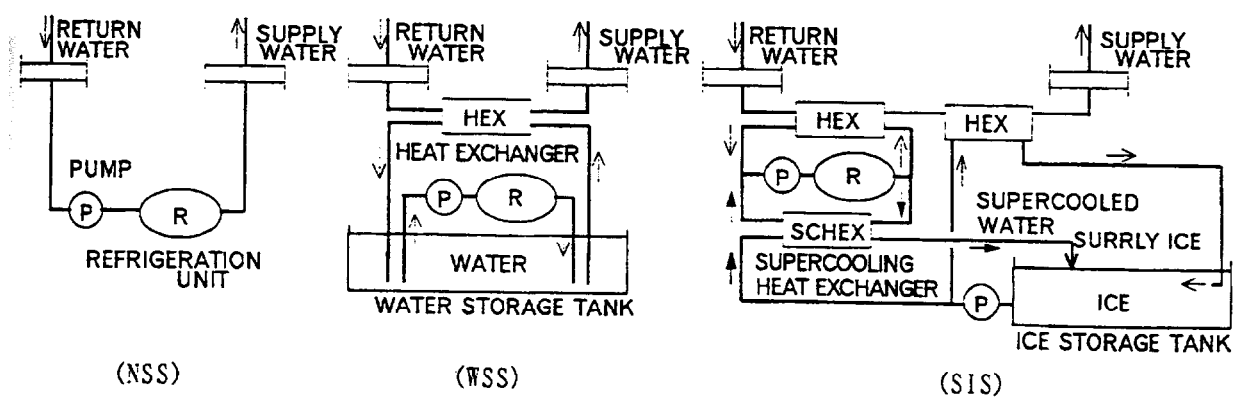 RETURN
WATER
SUPPLY
WATER
PUMP
P
R
REFRIGERATION
UNIT
(NSS)
RETURN
WATER
SUPPLY
WATER
HEX
HEAT EXCHANGER
P
R
WATER
WATER STORAGE TANK
(WSS)
RETURN
WATER
SUPPLY
WATER
HEX
HEX
P
R
SCHEX
SUPERCOOLED
WATER
SURRLY ICE
SUPERCOOLING
HEAT EXCHANGER
P
ICE
ICE STORAGE TANK
(SIS)